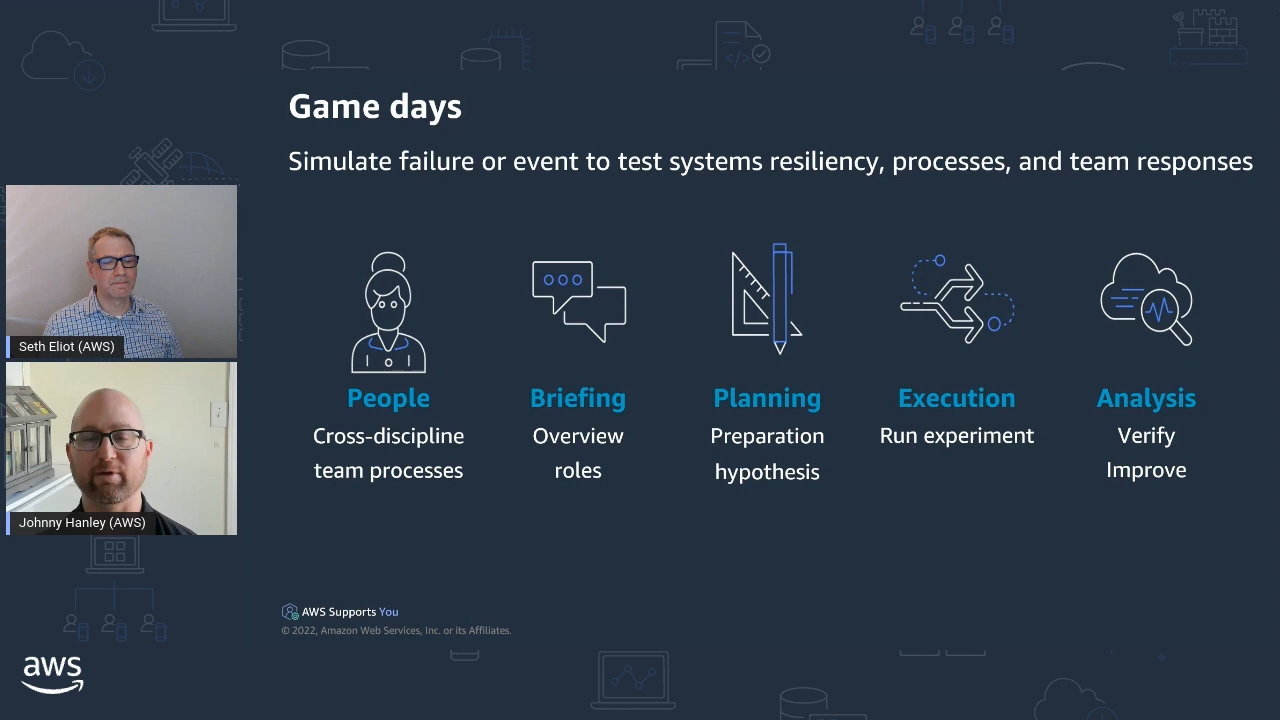 Game days
Simulate failure or event to test systems resiliency, processes, and team responses
Seth Eliot (AWS)
Johnny Hanley (AWS)
People
Cross-discipline
team processes
Briefing
Overview
roles
Planning
Preparation
hypothesis
Execution
Run experiment
Analysis
Verify
Improve
AWS Supports You
© 2022, Amazon Web Services, Inc. or its Affiliates.
aws